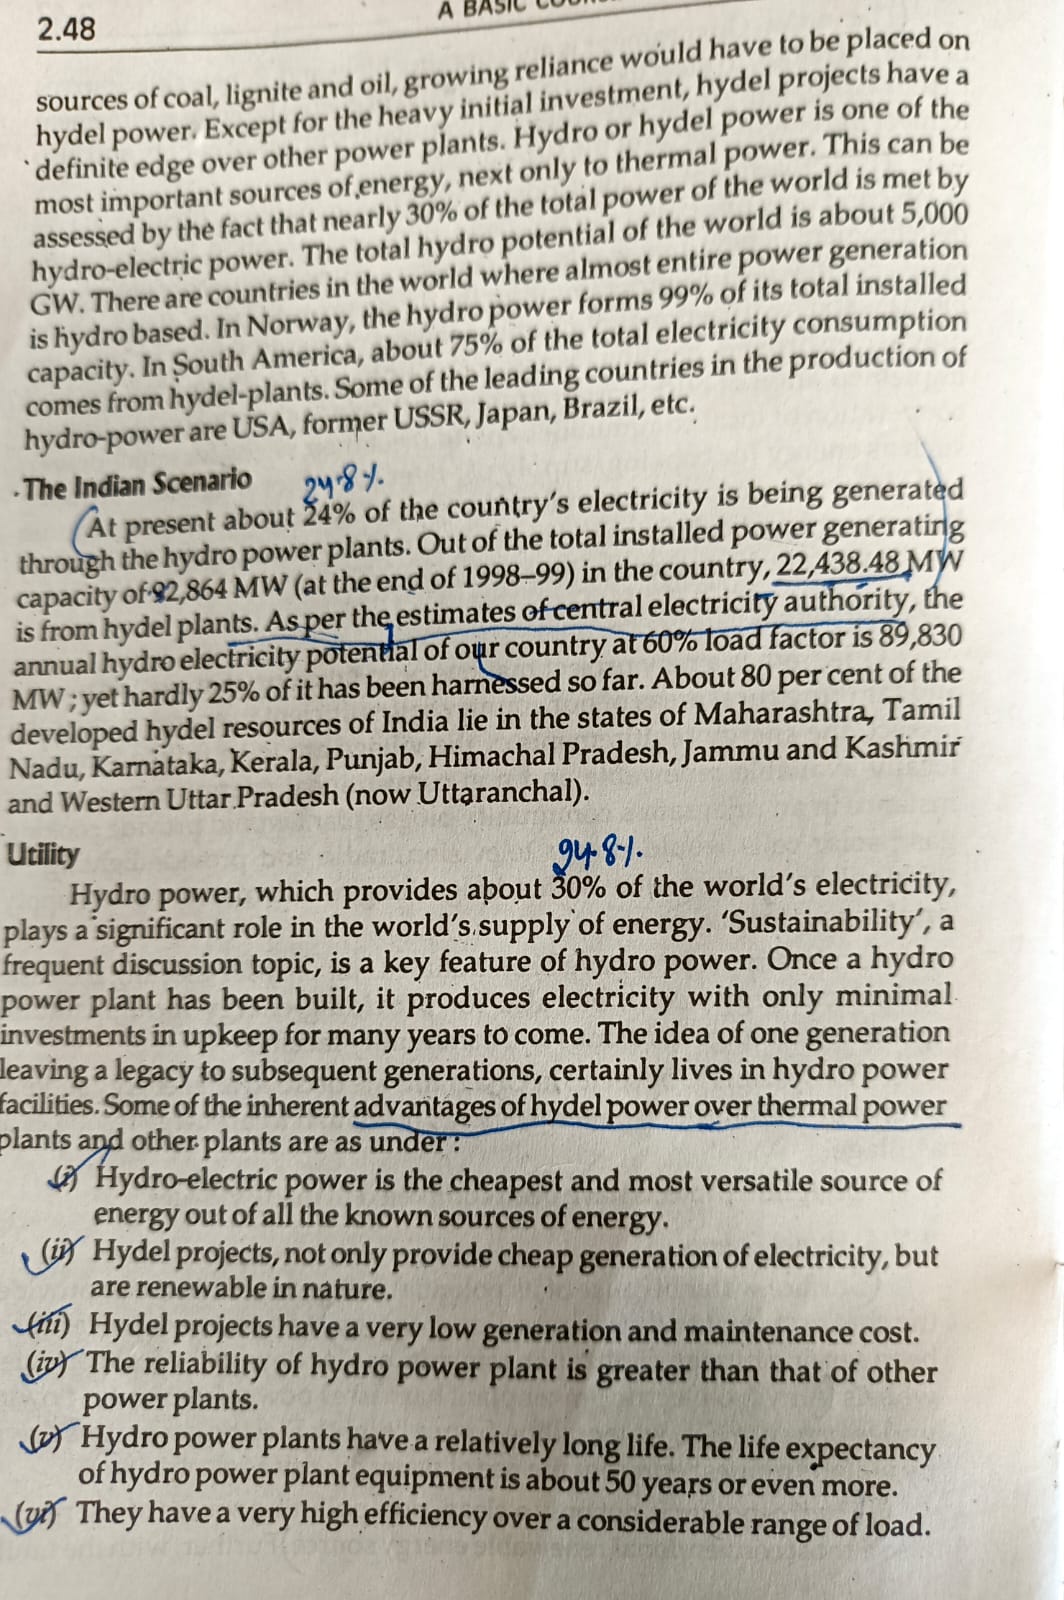 2.48
A BASIC
sources of coal, lignite and oil, growing reliance would have to be placed on
hydel power. Except for the heavy initial investment, hydel projects have a
definite edge over other power plants. Hydro or hydel power is one of the
most important sources of energy, next only to thermal power. This can be
assessed by the fact that nearly 30% of the total power of the world is met by
hydro-electric power. The total hydro potential of the world is about 5,000
GW. There are countries in the world where almost entire power generation
is hydro based. In Norway, the hydro power forms 99% of its total installed
capacity. In South America, about 75% of the total electricity consumption
comes from hydel-plants. Some of the leading countries in the production of
hydro-power are USA, former USSR, Japan, Brazil, etc.
The Indian Scenario
24.8%.
At present about 24% of the country's electricity is being generated
through the hydro power plants. Out of the total installed power generating
capacity of 92,864 MW (at the end of 1998–99) in the country, 22,438.48 MW
is from hydel plants. As per the estimates of central electricity authority, the
annual hydro electricity potential of our country at 60% load factor is 89,830
MW ; yet hardly 25% of it has been harnessed so far. About 80 per cent of the
developed hydel resources of India lie in the states of Maharashtra, Tamil
Nadu, Karnataka, Kerala, Punjab, Himachal Pradesh, Jammu and Kashmir
and Western Uttar Pradesh (now Uttaranchal).
Utility
Hydro power, which provides about 30% of the world's electricity,
plays a significant role in the world's supply of energy. 'Sustainability', a
frequent discussion topic, is a key feature of hydro power. Once a hydro
power plant has been built, it produces electricity with only minimal
investments in upkeep for many years to come. The idea of one generation
leaving a legacy to subsequent generations, certainly lives in hydro power
facilities. Some of the inherent advantages of hydel power over thermal power
plants and other plants are as under :
(i) Hydro-electric power is the cheapest and most versatile source of
energy out of all the known sources of energy.
(ii) Hydel projects, not only provide cheap generation of electricity, but
are renewable in nature.
(iii) Hydel projects have a very low generation and maintenance cost.
(iv) The reliability of hydro power plant is greater than that of other
power plants.
(v) Hydro power plants have a relatively long life. The life expectancy
of hydro power plant equipment is about 50 years or even more.
(vi) They have a very high efficiency over a considerable range of load.